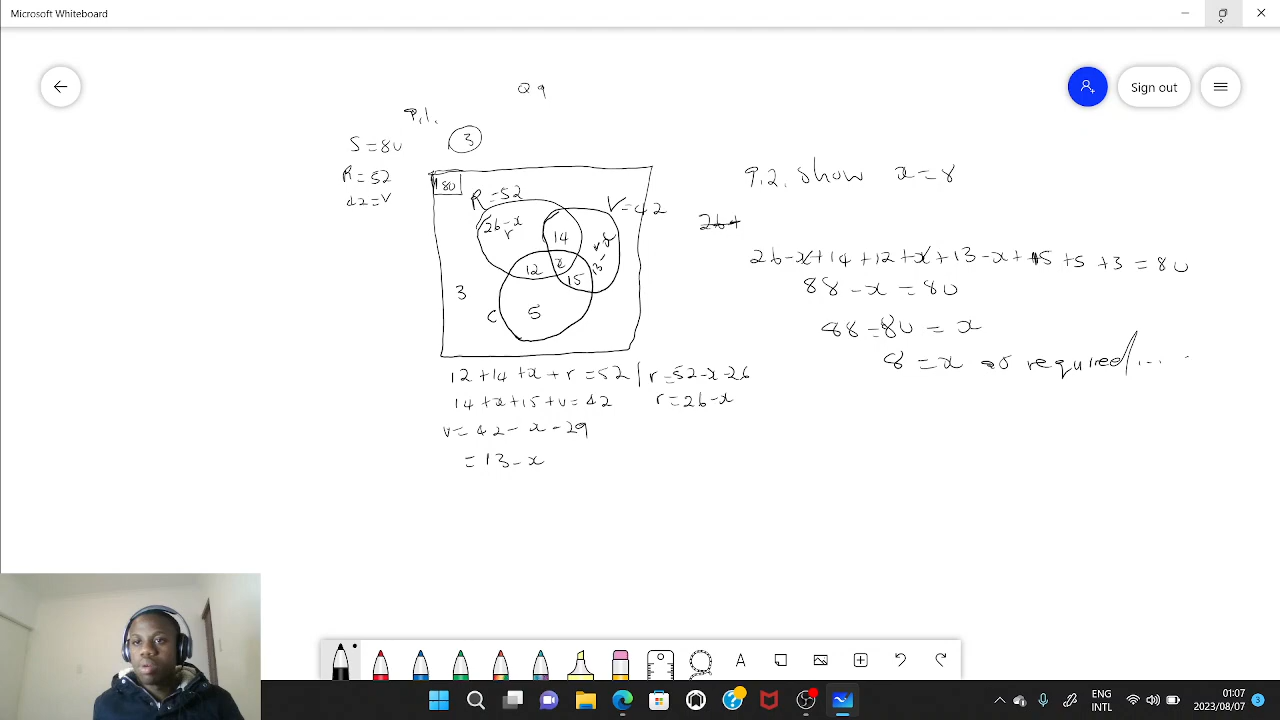 Microsoft Whiteboard
Sign out
Q9
9.1.
3
S = 80
R = 52
42 = V
80
R = 52
V = 42
26 - x
r
14
V
13 -
12
x
15
3
C
5
12 + 14 + x + r = 52 | r = 52 - x - 26
14 + x + 15 + v = 42
r = 26 - x
v = 42 - x - 29
= 13 - x
9.2. show x = 8
26+
26 - x + 14 + 12 + x + 13 - x + 15 + 5 + 3 = 80
88 - x = 80
88 - 80 = x
8 = x as required/...
A
ENG
INTL
01:07
2023/08/07
3